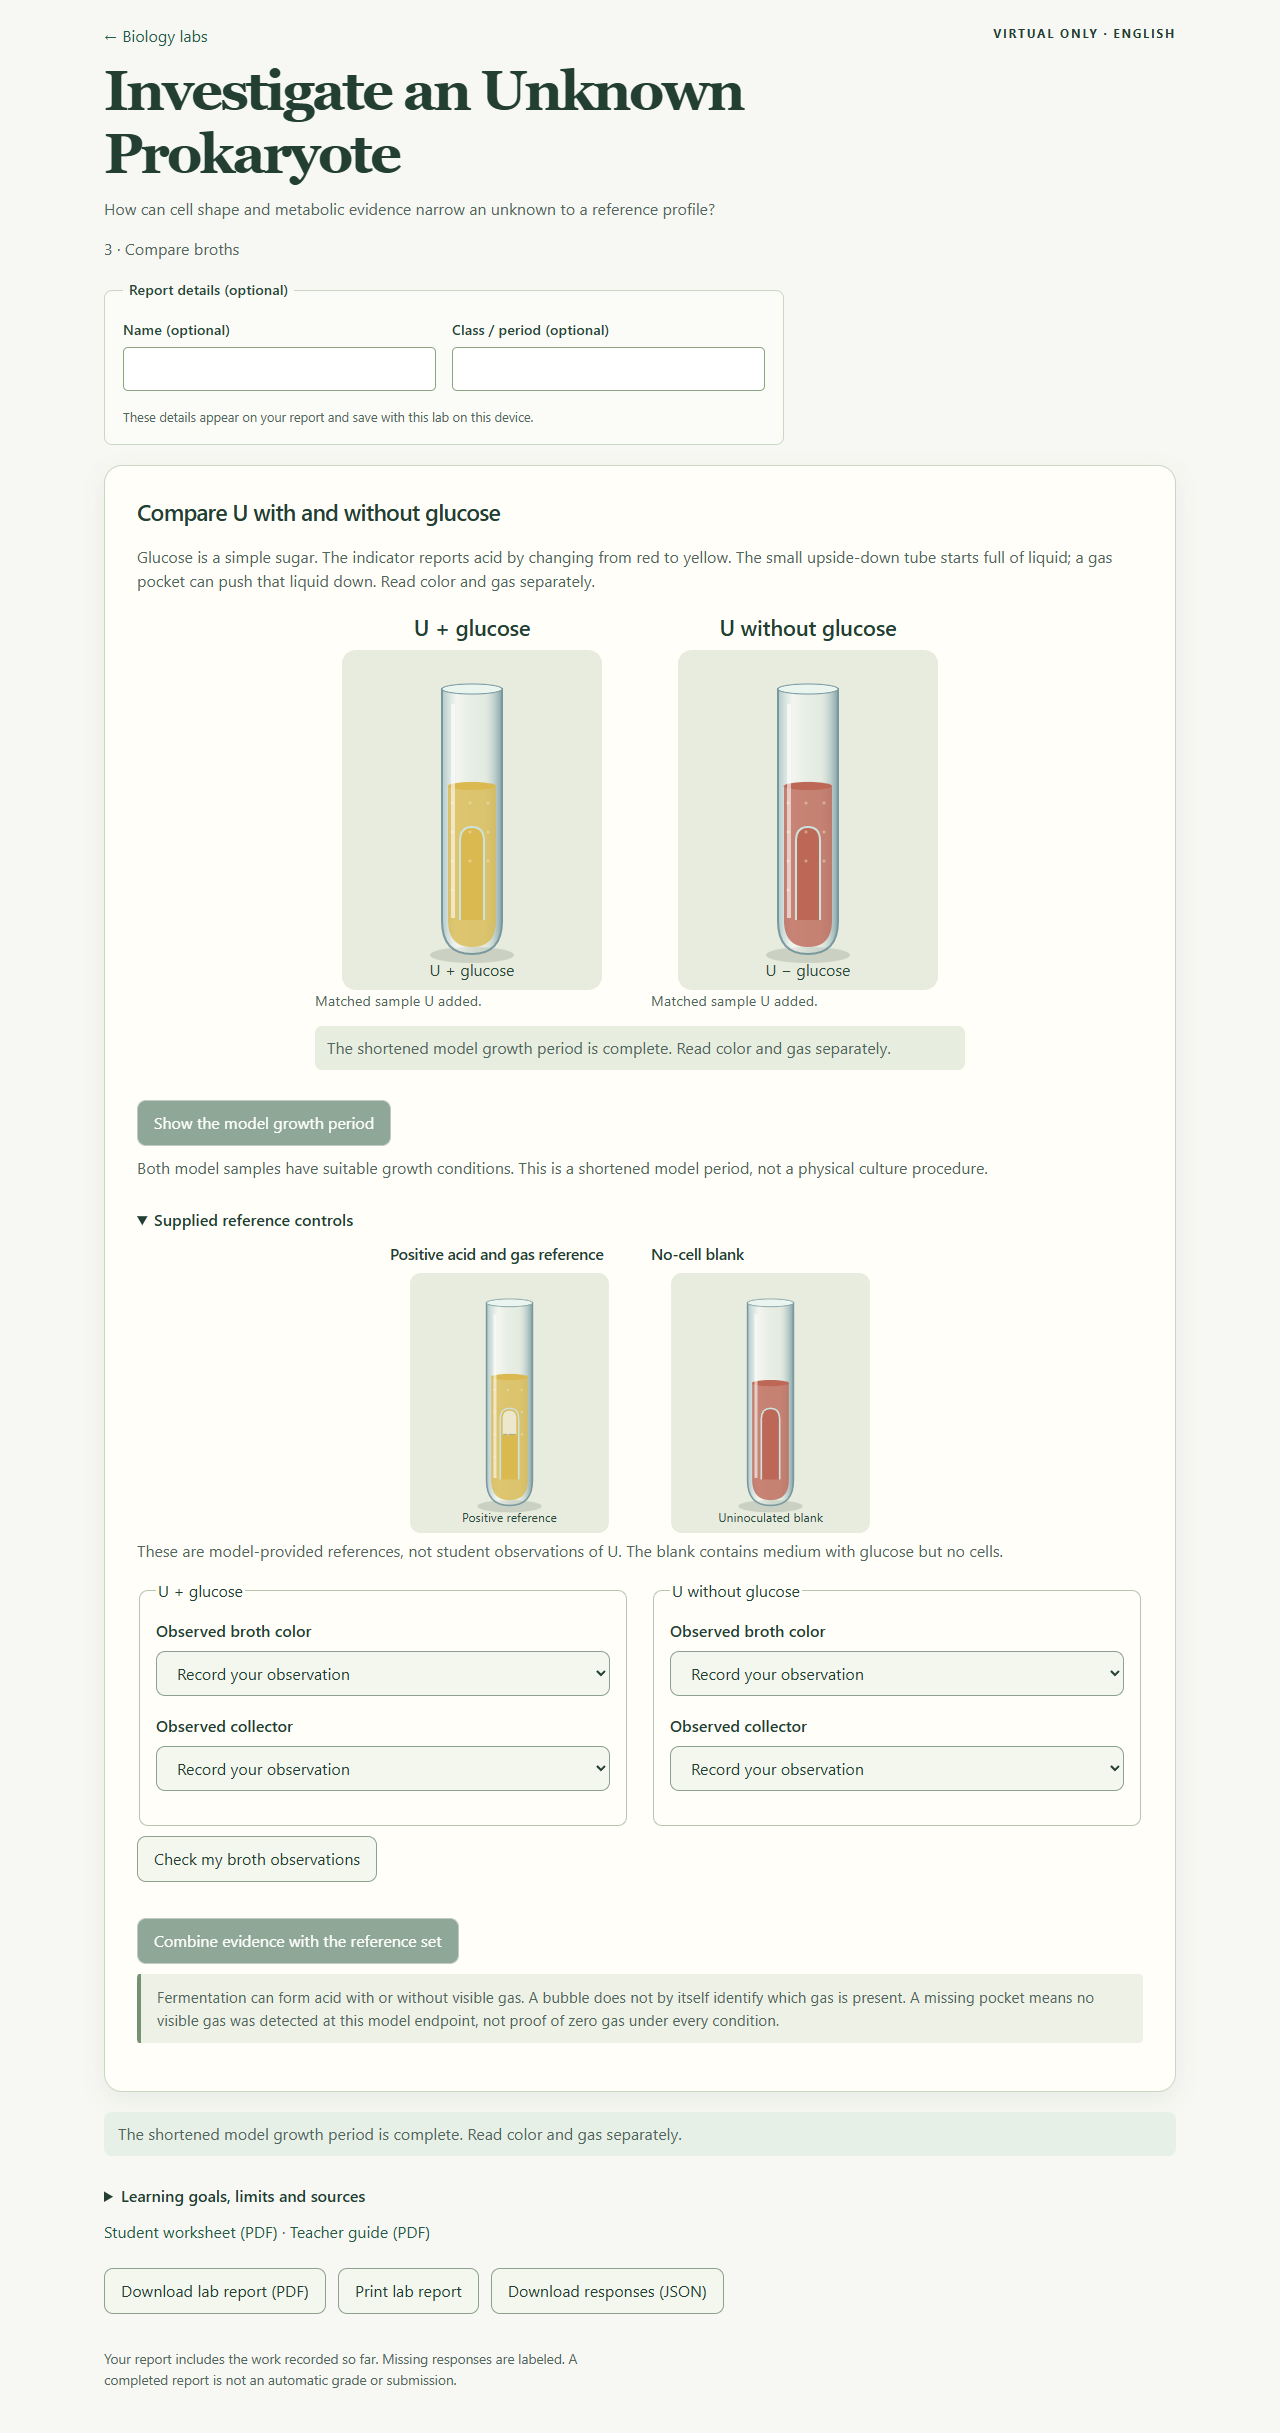 ← Biology labs
VIRTUAL ONLY · ENGLISH
Investigate an Unknown
Prokaryote
How can cell shape and metabolic evidence narrow an unknown to a reference profile?
3 · Compare broths
Report details (optional)
Name (optional)
Class / period (optional)
These details appear on your report and save with this lab on this device.
Compare U with and without glucose
Glucose is a simple sugar. The indicator reports acid by changing from red to yellow. The small upside-down tube starts full of liquid; a gas
pocket can push that liquid down. Read color and gas separately.
U + glucose
U without glucose
U + glucose
U − glucose
Matched sample U added.
Matched sample U added.
The shortened model growth period is complete. Read color and gas separately.
Show the model growth period
Both model samples have suitable growth conditions. This is a shortened model period, not a physical culture procedure.
▼ Supplied reference controls
Positive acid and gas reference
No-cell blank
Positive reference
Uninoculated blank
These are model-provided references, not student observations of U. The blank contains medium with glucose but no cells.
U + glucose
U without glucose
Observed broth color
Observed broth color
Record your observation
Record your observation
Observed collector
Observed collector
Record your observation
Record your observation
Check my broth observations
Combine evidence with the reference set
Fermentation can form acid with or without visible gas. A bubble does not by itself identify which gas is present. A missing pocket means no
visible gas was detected at this model endpoint, not proof of zero gas under every condition.
The shortened model growth period is complete. Read color and gas separately.
▶ Learning goals, limits and sources
Student worksheet (PDF) · Teacher guide (PDF)
Download lab report (PDF)
Print lab report
Download responses (JSON)
Your report includes the work recorded so far. Missing responses are labeled. A
completed report is not an automatic grade or submission.